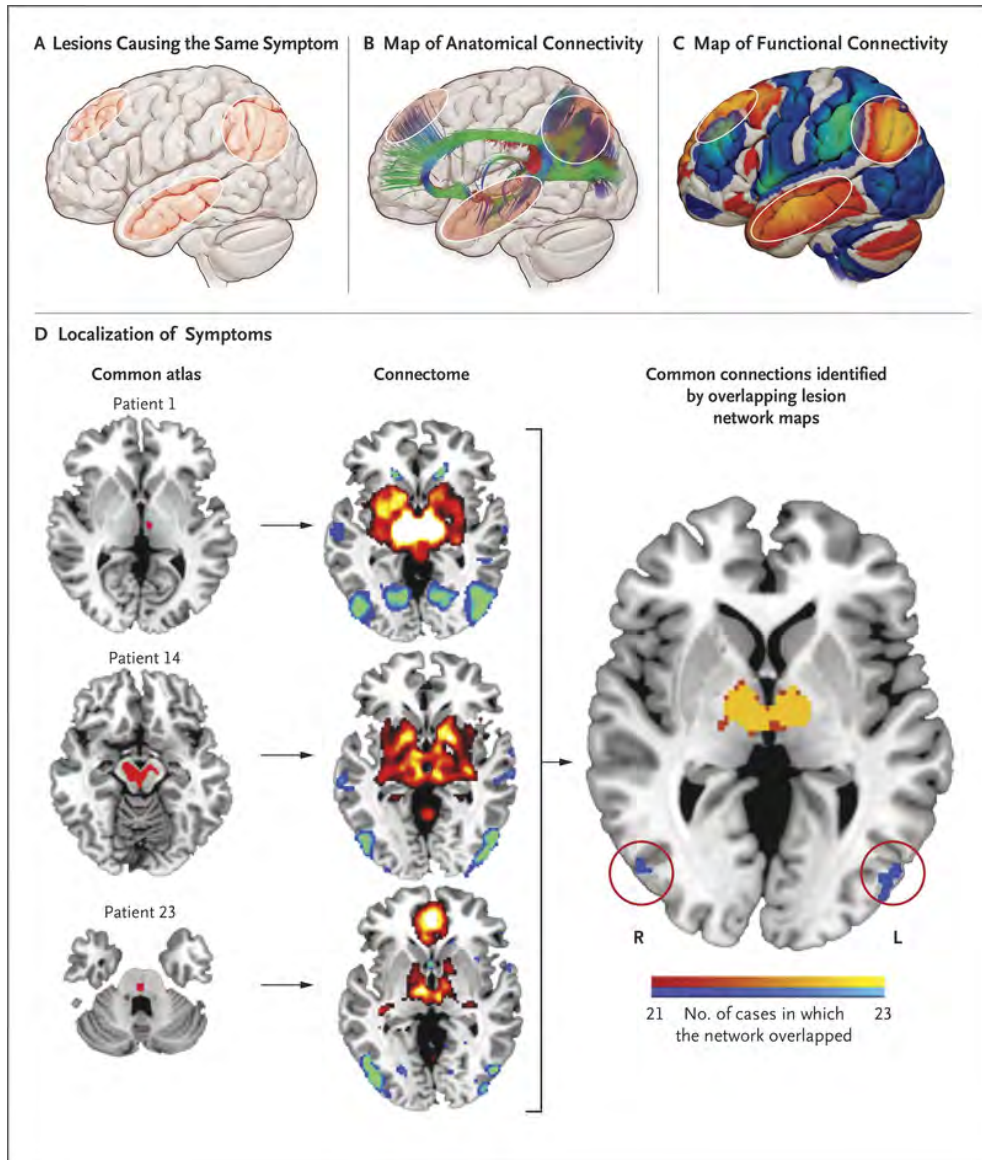 A Lesions Causing the Same Symptom
B Map of Anatomical Connectivity
C Map of Functional Connectivity
D Localization of Symptoms
Common atlas
Connectome
Common connections identified
by overlapping lesion
network maps
Patient 1
Patient 14
Patient 23
R
L
21
No. of cases in which
the network overlapped
23